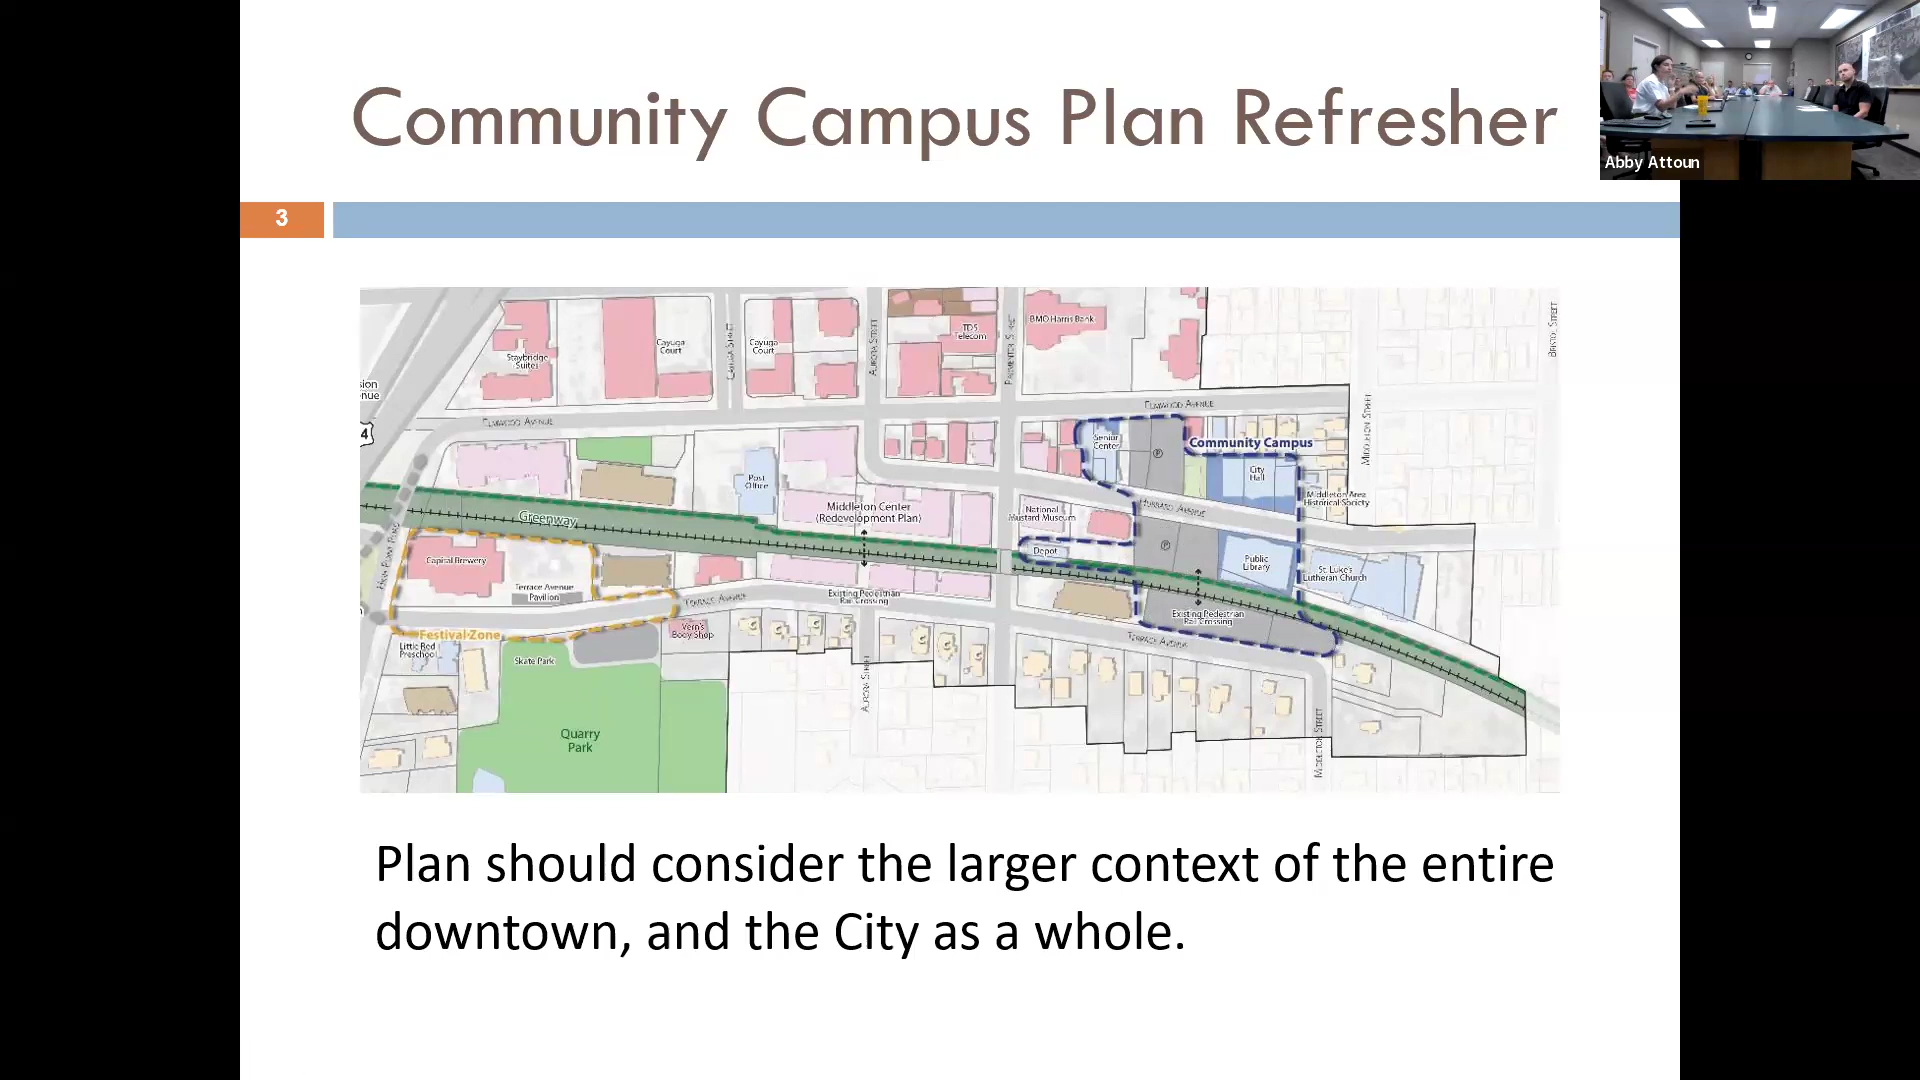 Community Campus Plan Refresher
Abby Attoun
3
Staybridge
Suites
Cayuga
Court
CAYUGA STREET
Cayuga
Court
AURORA STREET
TDS
Telecom
PARMENTER STREET
BMO Harris Bank
BRISTOL STREET
ELMWOOD AVENUE
ELMWOOD AVENUE
MIDDLETON STREET
Senior
Center
Community Campus
City
Hall
Post
Office
Middleton Area
Historical Society
Middleton Center
(Redevelopment Plan)
National
Mustard Museum
HUBBARD AVENUE
Greenway
Depot
P
P
Public
Library
St. Luke's
Lutheran Church
Capital Brewery
Terrace Avenue
Pavilion
TERRACE AVENUE
Existing Pedestrian
Rail Crossing
Existing Pedestrian
Rail Crossing
Festival Zone
Vern's
Body Shop
TERRACE AVENUE
Little Red
Preschool
Skate Park
AURORA STREET
MIDDLETON STREET
Quarry
Park
Plan should consider the larger context of the entire
downtown, and the City as a whole.